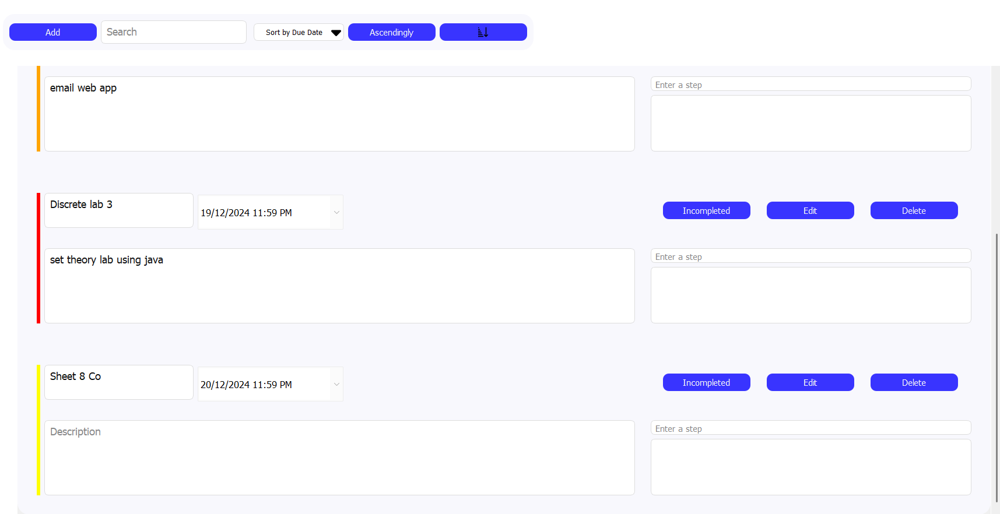 Add
Search
Sort by Due Date
Ascendingly
email web app
Enter a step
Discrete lab 3
19/12/2024 11:59 PM
Incompleted
Edit
Delete
set theory lab using java
Enter a step
Sheet 8 Co
20/12/2024 11:59 PM
Incompleted
Edit
Delete
Description
Enter a step